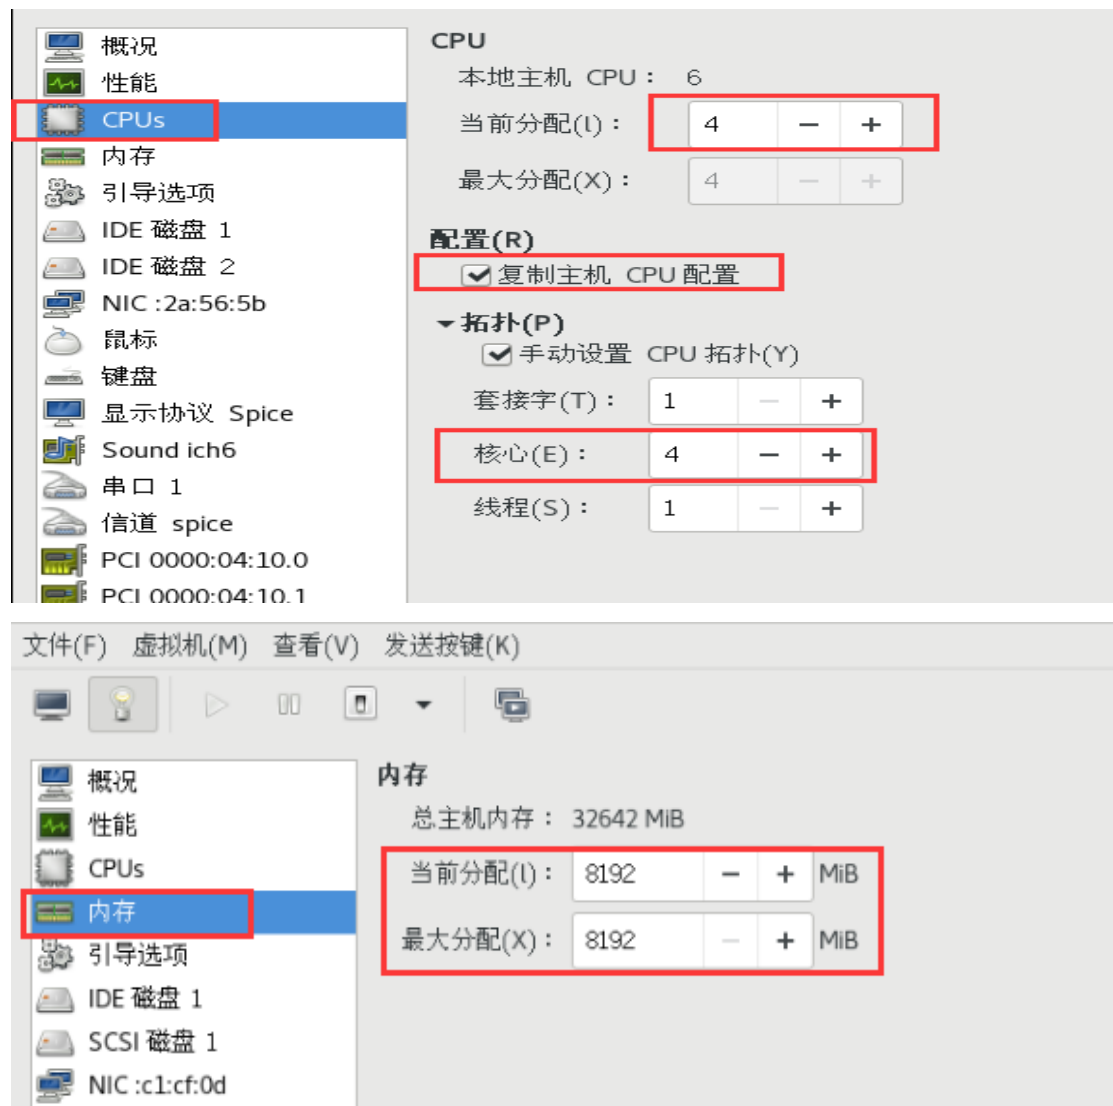 概况
性能
CPUs
内存
引导选项
IDE 磁盘 1
IDE 磁盘 2
NIC :2a:56:5b
鼠标
键盘
显示协议 Spice
Sound ich6
串口 1
信道 spice
PCI 0000:04:10.0
PCI 0000:04:10.1
CPU
本地主机 CPU： 6
当前分配(I)： 4 − +
最大分配(X)： 4 − +
配置(R)
复制主机 CPU 配置
拓扑(P)
手动设置 CPU 拓扑(Y)
套接字(T)： 1 − +
核心(E)： 4 − +
线程(S)： 1 − +
文件(F) 虚拟机(M) 查看(V) 发送按键(K)
概况
性能
CPUs
内存
引导选项
IDE 磁盘 1
SCSI 磁盘 1
NIC :c1:cf:0d
内存
总主机内存： 32642 MiB
当前分配(I)： 8192 − + MiB
最大分配(X)： 8192 − + MiB